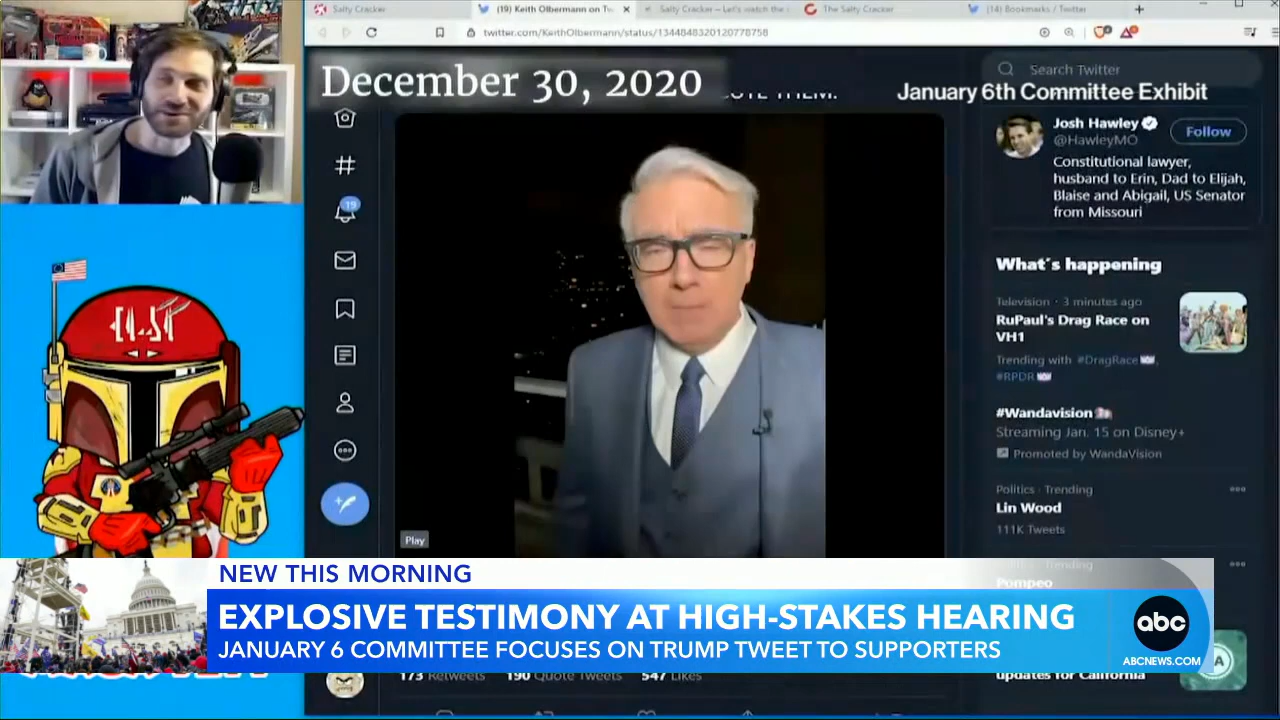 Salty Cracker
(19) Keith Olbermann on Tw
Salty Cracker – Let's watch the
The Salty Cracker
(14) Bookmarks / Twitter
twitter.com/KeithOlbermann/status/1344848320120778758
December 30, 2020
January 6th Committee Exhibit
Search Twitter
Josh Hawley
@HawleyMO
Follow
Constitutional lawyer,
husband to Erin, Dad to Elijah,
Blaise and Abigail, US Senator
from Missouri
19
What's happening
Television · 3 minutes ago
RuPaul's Drag Race on
VH1
Trending with #DragRace,
#RPDR
#Wandavision
Streaming Jan. 15 on Disney+
Promoted by WandaVision
Politics · Trending
Lin Wood
111K Tweets
Trending
Pompeo
Play
NEW THIS MORNING
EXPLOSIVE TESTIMONY AT HIGH-STAKES HEARING
JANUARY 6 COMMITTEE FOCUSES ON TRUMP TWEET TO SUPPORTERS
abc
ABCNEWS.COM
173 Retweets 190 Quote Tweets 547 Likes
updates for California